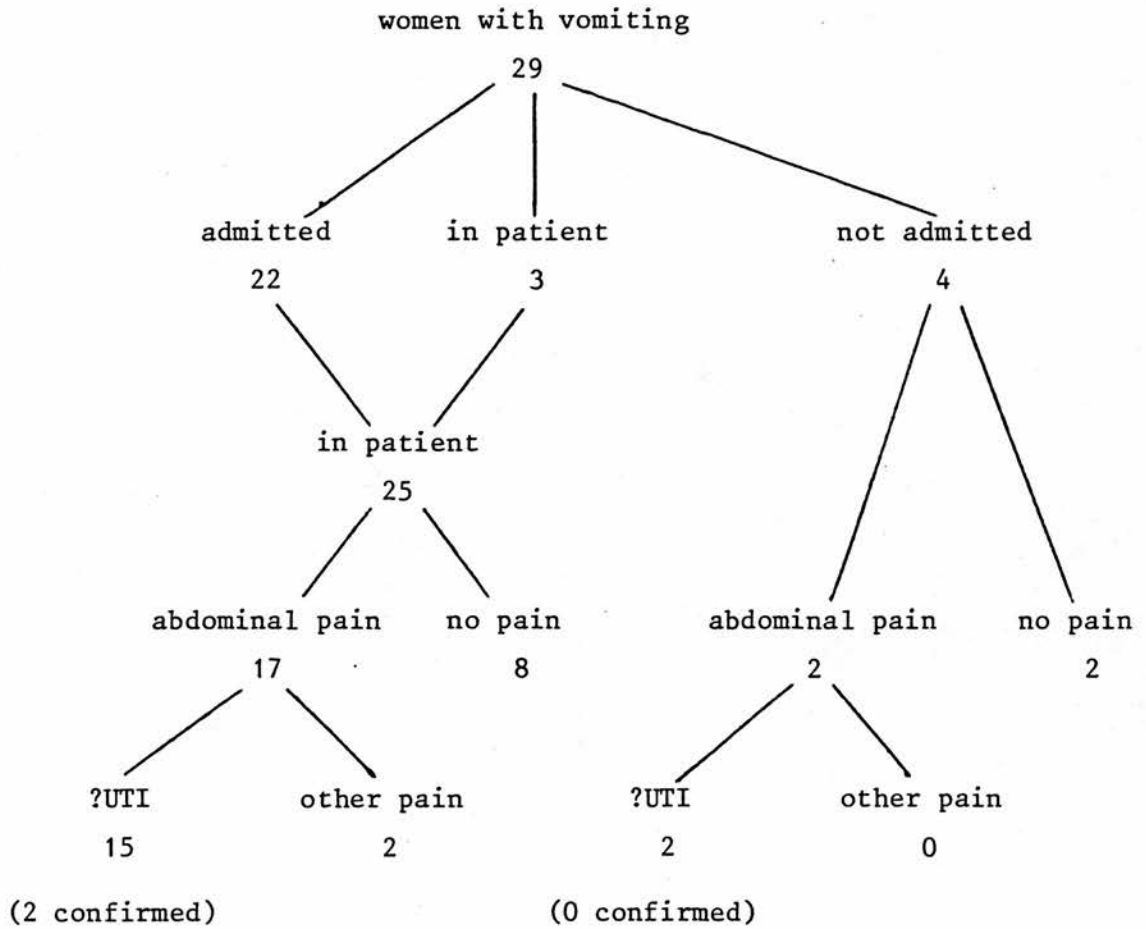 women with vomiting
29
admitted in patient not admitted
22 3 4
in patient
25
abdominal pain no pain abdominal pain no pain
17 8 2 2
?UTI other pain ?UTI other pain
15 2 2 0
(2 confirmed) (0 confirmed)